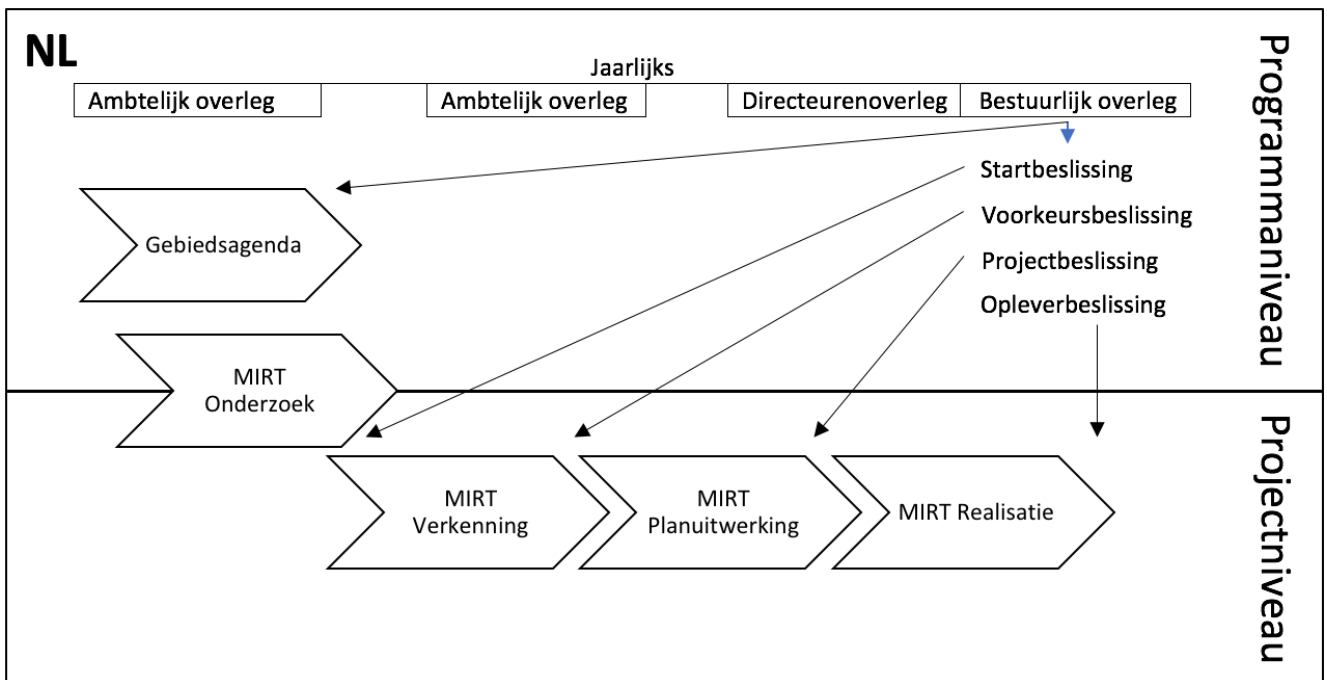 NL
Jaarlijks
Ambtelijk overleg
Ambtelijk overleg
Directeurenoverleg
Bestuurlijk overleg
Programmaniveau
Startbeslissing
Voorkeursbeslissing
Projectbeslissing
Opleverbeslissing
Gebiedsagenda
MIRT
Onderzoek
Projectniveau
MIRT
Verkenning
MIRT
Planuitwerking
MIRT Realisatie